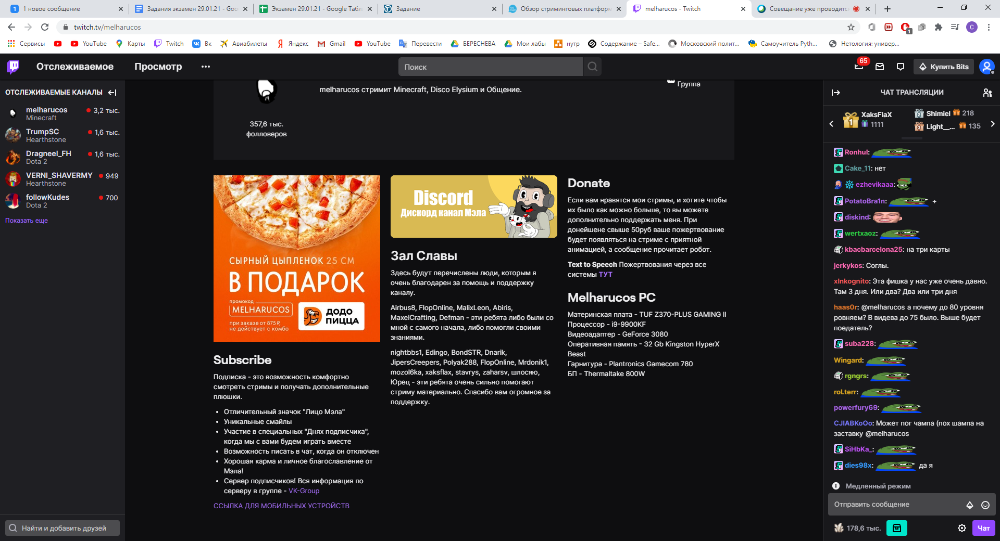 1 новое сообщение
Задания экзамен 29.01.21 - Goo
Экзамен 29.01.21 - Google Табл
Задание
Обзор стриминговых платформ
melharucos - Twitch
Совещание уже проводится
twitch.tv/melharucos
Сервисы
YouTube
Карты
Twitch
Вк
Авиабилеты
Яндекс
Gmail
YouTube
Перевести
БЕРЕСНЕВА
Мои лабы
нутр
Содержание – Safe...
Московский полит...
Самоучитель Pyth...
Нетология: универ...
Отслеживаемое
Просмотр
Поиск
65
Купить Bits
ОТСЛЕЖИВАЕМЫЕ КАНАЛЫ
melharucos 3,2 тыс.
Minecraft
TrumpSC 1,6 тыс.
Hearthstone
Dragneel_FH 1,6 тыс.
Dota 2
VERNI_SHAVERMY 949
Hearthstone
followKudes 700
Dota 2
Показать еще
Найти и добавить друзей
melharucos стримит Minecraft, Disco Elysium и Общение.
Группа
357,6 тыс.
фолловеров
СЫРНЫЙ ЦЫПЛЕНОК 25 СМ
В ПОДАРОК
промокод
MELHARUCOS
при заказе от 875 ₽,
не действует с комбо
ДОДО
ПИЦЦА
Subscribe
Подписка - это возможность комфортно
смотреть стримы и получать дополнительные
плюшки.
Отличительный значок "Лицо Мэла"
Уникальные смайлы
Участие в специальных "Днях подписчика",
когда мы с вами будем играть вместе
Возможность писать в чат, когда он отключен
Хорошая карма и личное благославление от
Мэла!
Сервер подписчиков! Вся информация по
серверу в группе - VK-Group
ССЫЛКА ДЛЯ МОБИЛЬНЫХ УСТРОЙСТВ
Discord
Дискорд канал Мэла
Зал Славы
Здесь будут перечислены люди, которым я
очень благодарен за помощь и поддержку
каналу.
Airbus8, FlopOnline, MalixLeon, Abiris,
MaxelCrafting, Defman - эти ребята либо были со
мной с самого начала, либо помогли своими
знаниями.
nightbbs1, Edingo, BondSTR, Dnarik,
JipersCreepers, Polyak288, FlopOnline, Mrdonik1,
mozol6ka, xaksflax, stavrys, zaharsv, шлосяю,
Юрец - эти ребята очень сильно помогают
стриму материально. Спасибо вам огромное за
поддержку.
Donate
Если вам нравятся мои стримы, и хотите чтобы
их было как можно больше, то вы можете
дополнительно поддержать меня. При
донейшене свыше 50руб ваше пожертвование
будет появляться на стриме с приятной
анимацией, а сообщение прочитает робот.
Text to Speech Пожертвования через все
системы ТУТ
Melharucos PC
Материнская плата - TUF Z370-PLUS GAMING II
Процессор - i9-9900KF
Видеоадаптер - GeForce 3080
Оперативная память - 32 Gb Kingston HyperX
Beast
Гарнитура - Plantronics Gamecom 780
БП - Thermaltake 800W
ЧАТ ТРАНСЛЯЦИИ
1 XaksFlaX
1111
2 Shimiel 218
3 Light__... 135
Ronhul:
Cake_11: нет
ezhevikaaa:
PotatoBra1n: +
diskind:
wertxaoz:
kbacbarcelona25: на три карты
jerkykos: Соглы.
xInkognito: Эта фишка у нас уже очень давно.
Там 3 дня. Или два? Два или три дня
haas0r: @melharucos а почему до 80 уровня
ровняем? В видева до 75 было. Выше будет
поедатель?
suba228:
Wingard:
rgngrs:
roLterr:
powerfury69:
CJIABKoOo: Может пог чампа (пох шампа на
заставку @melharucos
SiHbKa_:
dies98x: да я
Медленный режим
Отправить сообщение
178,6 тыс.
Чат